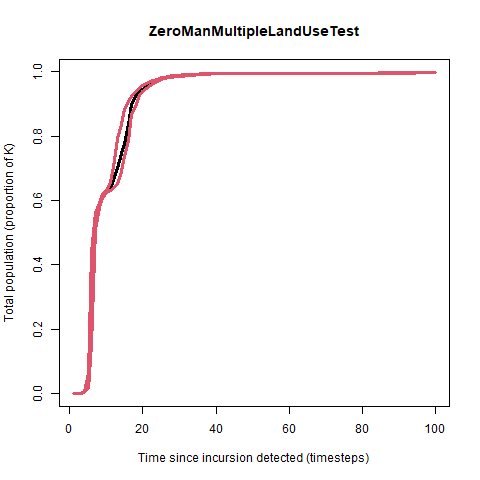 ZeroManMultipleLandUseTest
Total population (proportion of K)
1.0
0.8
0.6
0.4
0.2
0.0
0 20 40 60 80 100
Time since incursion detected (timesteps)